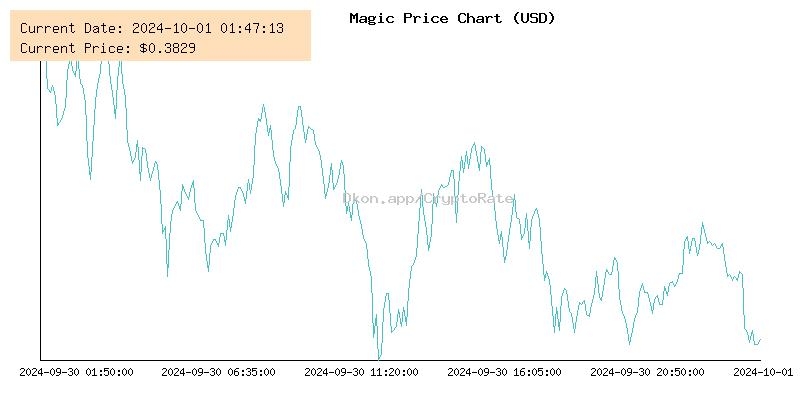 Magic Price Chart (USD)
Current Date: 2024-10-01 01:47:13
Current Price: $0.3829
Dkon.app/CryptoRate
2024-09-30 01:50:00 2024-09-30 06:35:00 2024-09-30 11:20:00 2024-09-30 16:05:00 2024-09-30 20:50:00 2024-10-01